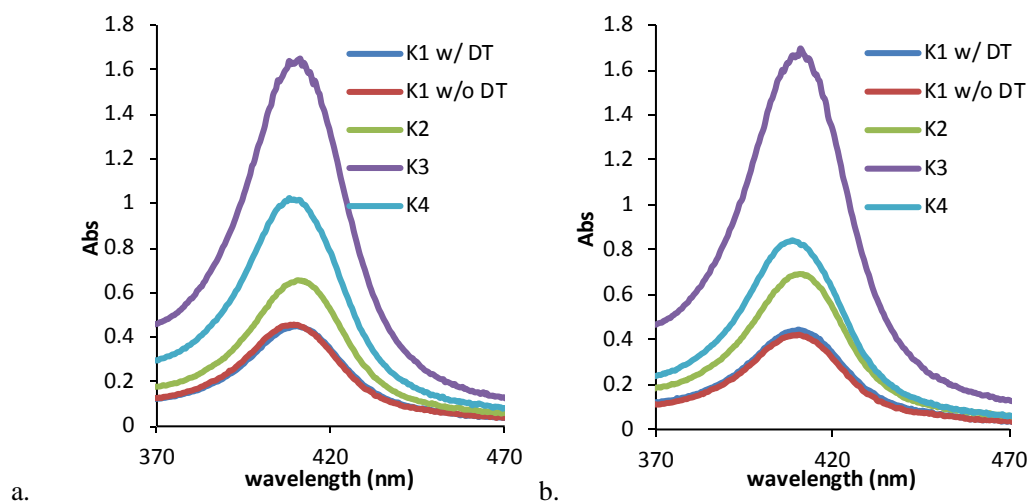 1.8
1.6
1.4
1.2
1
0.8
0.6
0.4
0.2
0
Abs
370
420
470
wavelength (nm)
K1 w/ DT
K1 w/o DT
K2
K3
K4
a.
1.8
1.6
1.4
1.2
1
0.8
0.6
0.4
0.2
0
Abs
370
420
470
wavelength (nm)
K1 w/ DT
K1 w/o DT
K2
K3
K4
b.